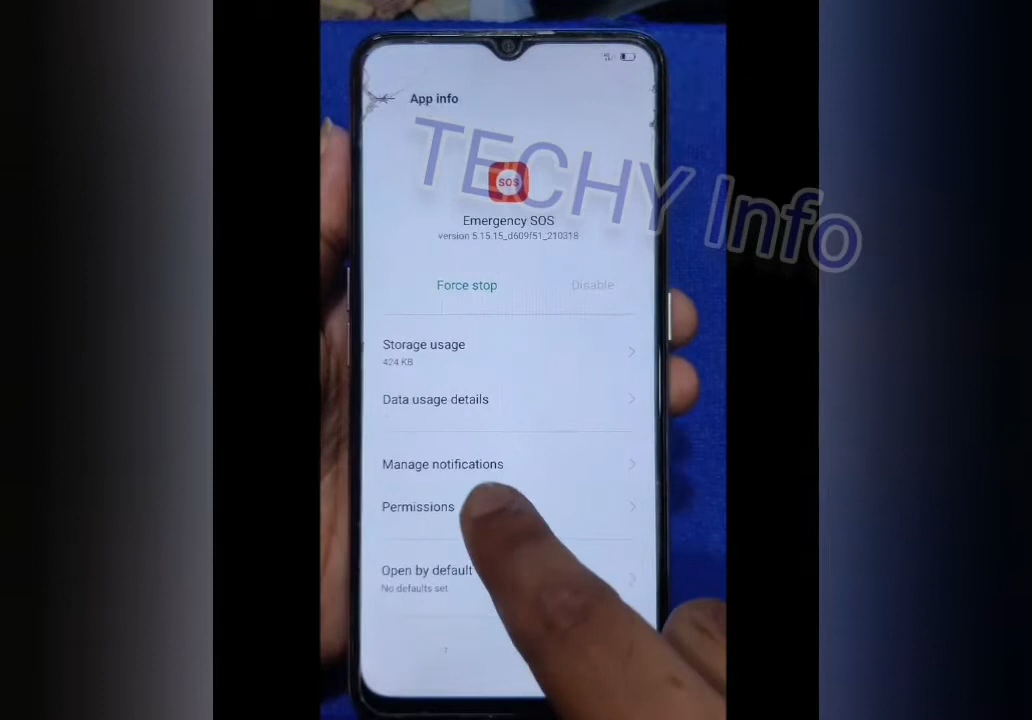 App info
TECHY Info
SOS
Emergency SOS
version 5.15.15_d609f51_210318
Force stop
Disable
Storage usage
424 KB
Data usage details
Manage notifications
Permissions
Open by default
No defaults set